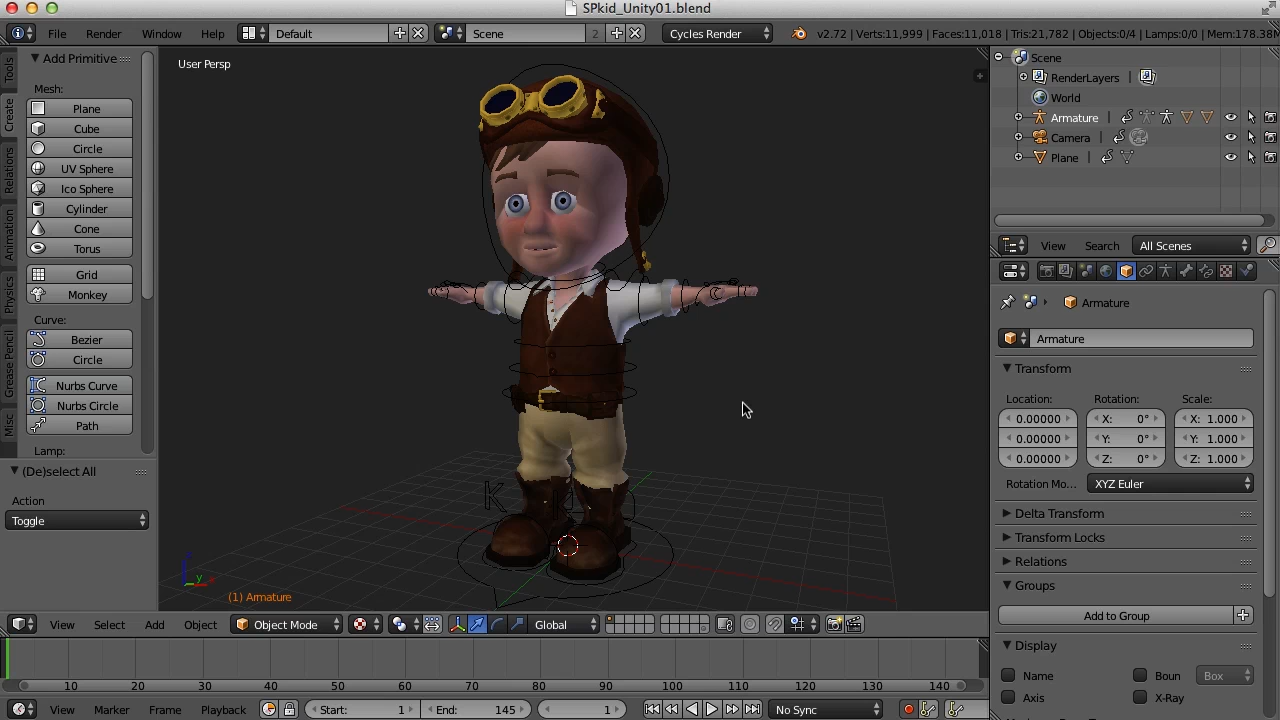 SPkid_Unity01.blend
File Render Window Help Default Scene 2 Cycles Render v2.72 | Verts:11,999 | Faces:11,018 | Tris:21,782 | Objects:0/4 | Lamps:0/0 | Mem:178.38M
Tools
Create
Relations
Animation
Physics
Grease Pencil
Misc
Add Primitive
Mesh:
Plane
Cube
Circle
UV Sphere
Ico Sphere
Cylinder
Cone
Torus
Grid
Monkey
Curve:
Bezier
Circle
Nurbs Curve
Nurbs Circle
Path
Lamp:
(De)select All
Action
Toggle
User Persp
K
y
(1) Armature
View Select Add Object Object Mode Global
10 20 30 40 50 60 70 80 90 100 110 120 130 140
View Marker Frame Playback Start: 1 End: 145 1 No Sync
Scene
RenderLayers
World
Armature
Camera
Plane
View Search All Scenes
Armature
Armature
Transform
Location: Rotation: Scale:
0.00000 X: 0° X: 1.000
0.00000 Y: 0° Y: 1.000
0.00000 Z: 0° Z: 1.000
Rotation Mo... XYZ Euler
Delta Transform
Transform Locks
Relations
Groups
Add to Group
Display
Name Boun Box
Axis X-Ray